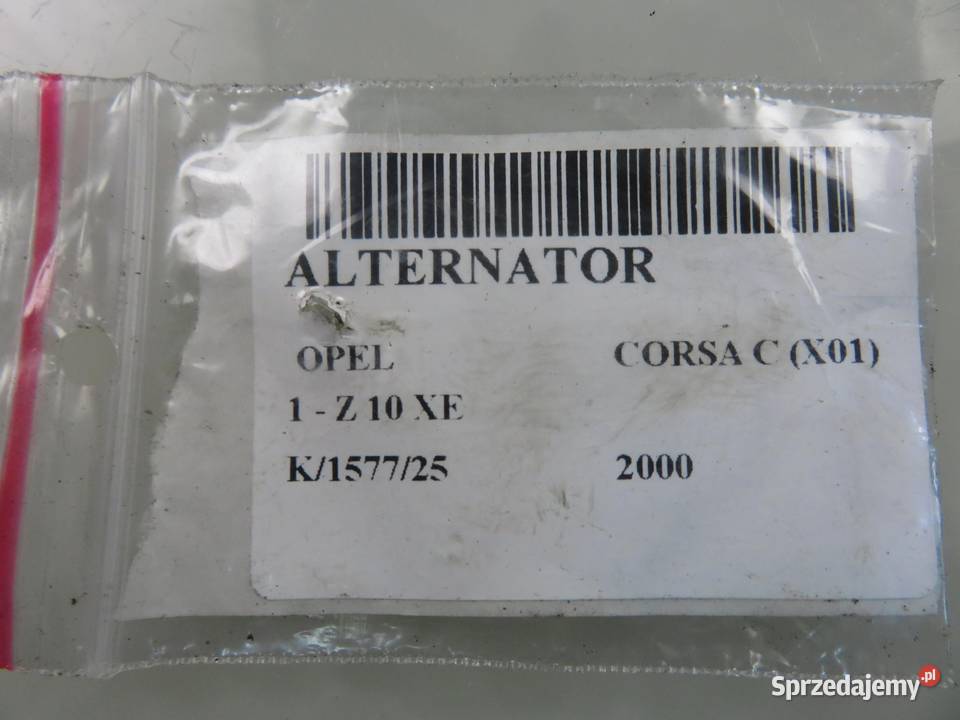 ALTERNATOR
OPEL CORSA C (X01)
1 - Z 10 XE
K/1577/25 2000
Sprzedajemy.pl